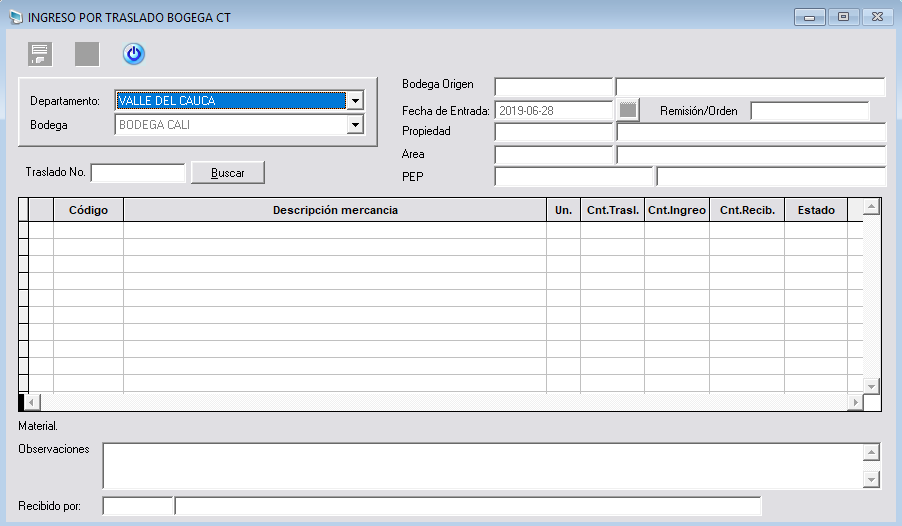 INGRESO POR TRASLADO BOGEGA CT
Departamento: VALLE DEL CAUCA
Bodega BODEGA CALI
Traslado No. Buscar
Bodega Origen
Fecha de Entrada: 2019-06-28 Remisión/Orden
Propiedad
Area
PEP
Código Descripción mercancia Un. Cnt.Trasl. Cnt.Ingreo Cnt.Recib. Estado
Material.
Observaciones
Recibido por: